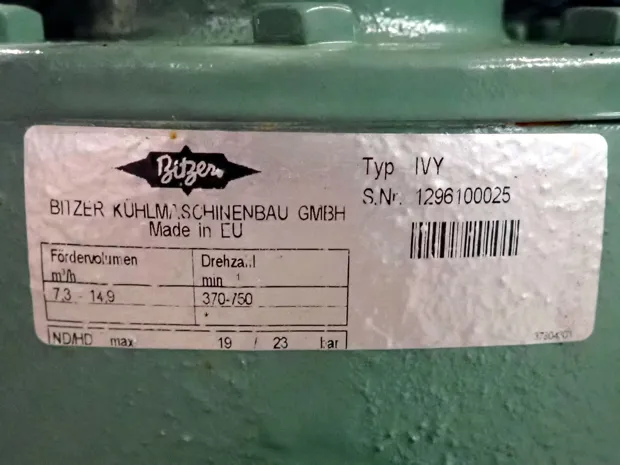 Bitzer
BITZER KÜHLMASCHINENBAU GMBH
Made in EU
Typ IVY
S.Nr. 1296100025
Fördervolumen Drehzahl
m³/h min⁻¹
7,3 - 14,9 370-750
*
ND/HD max 19 / 23 bar